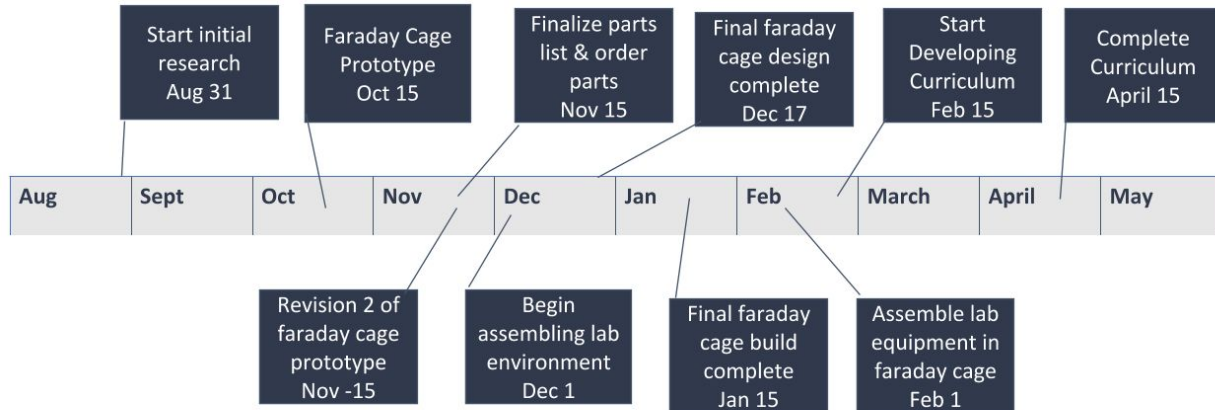 Start initial
research
Aug 31
Faraday Cage
Prototype
Oct 15
Finalize parts
list & order
parts
Nov 15
Final faraday
cage design
complete
Dec 17
Start
Developing
Curriculum
Feb 15
Complete
Curriculum
April 15
Aug
Sept
Oct
Nov
Dec
Jan
Feb
March
April
May
Revision 2 of
faraday cage
prototype
Nov -15
Begin
assembling lab
environment
Dec 1
Final faraday
cage build
complete
Jan 15
Assemble lab
equipment in
faraday cage
Feb 1